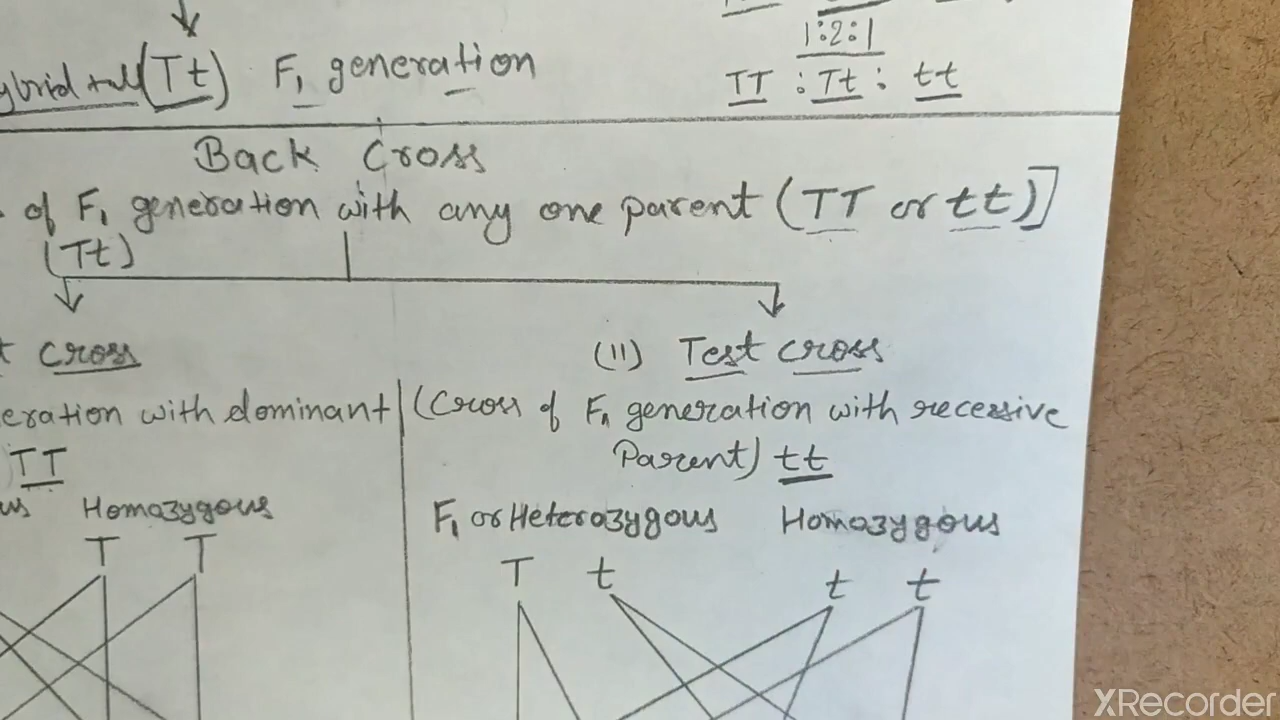 1:2:1
ybrid tall (Tt) F1 generation
TT : Tt : tt
Back Cross
of F1 generation with any one parent (TT or tt)]
(Tt)
t cross
(II) Test cross
eration with dominant
(Cross of F1 generation with recessive
Parent) tt
TT
us Homozygous
F1 or Heterozygous Homozygous
T T
T t t t
XRecorder